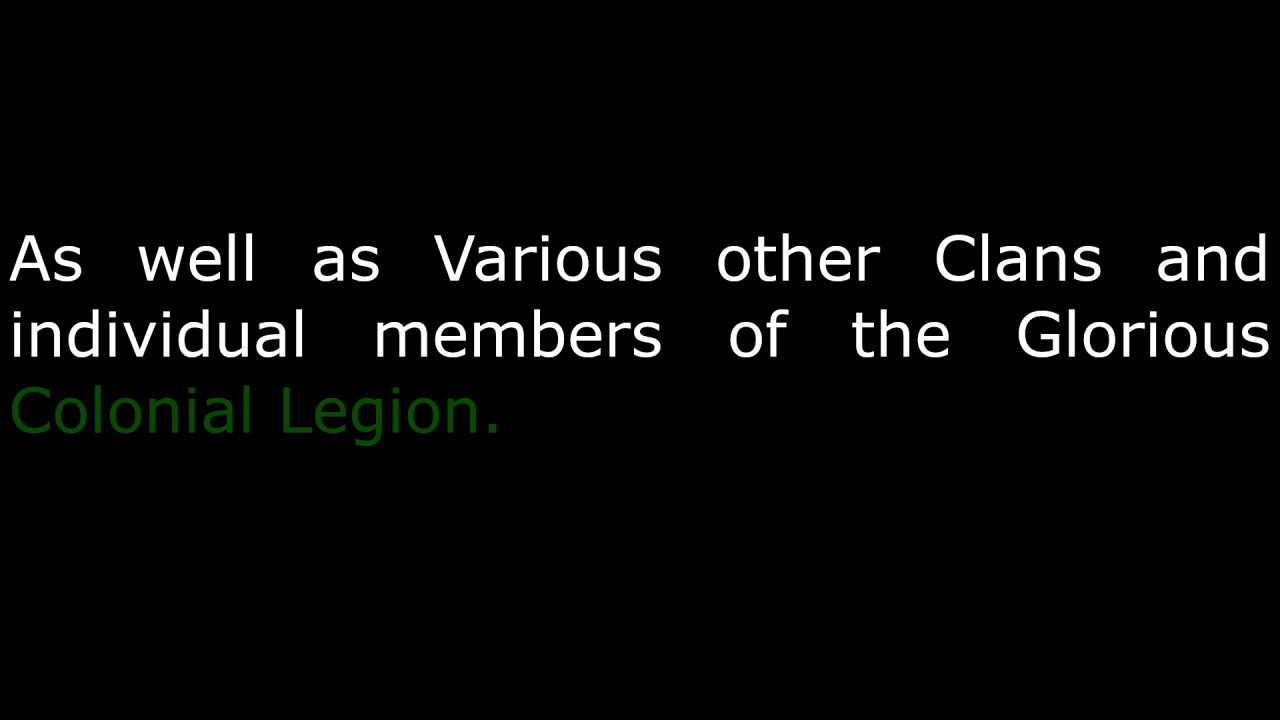 As well as Various other Clans and
individual members of the Glorious
Colonial Legion.